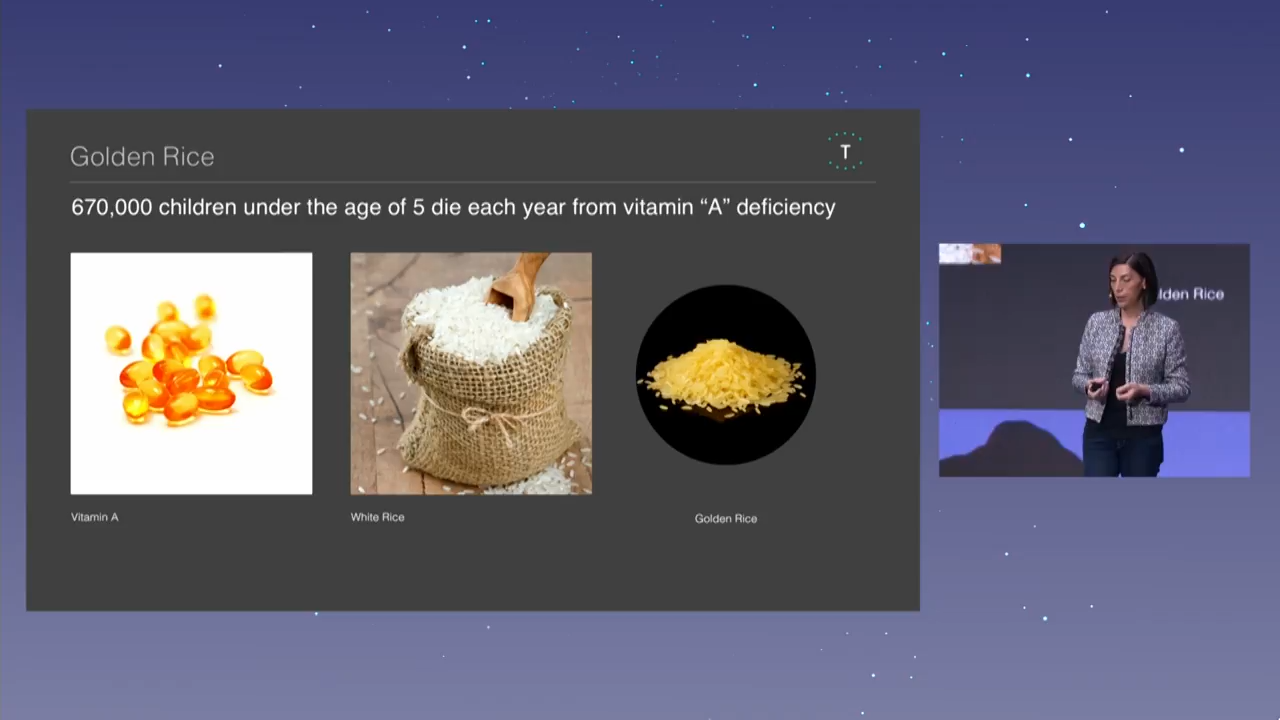 Golden Rice
T
670,000 children under the age of 5 die each year from vitamin “A” deficiency
Vitamin A
White Rice
Golden Rice
lden Rice